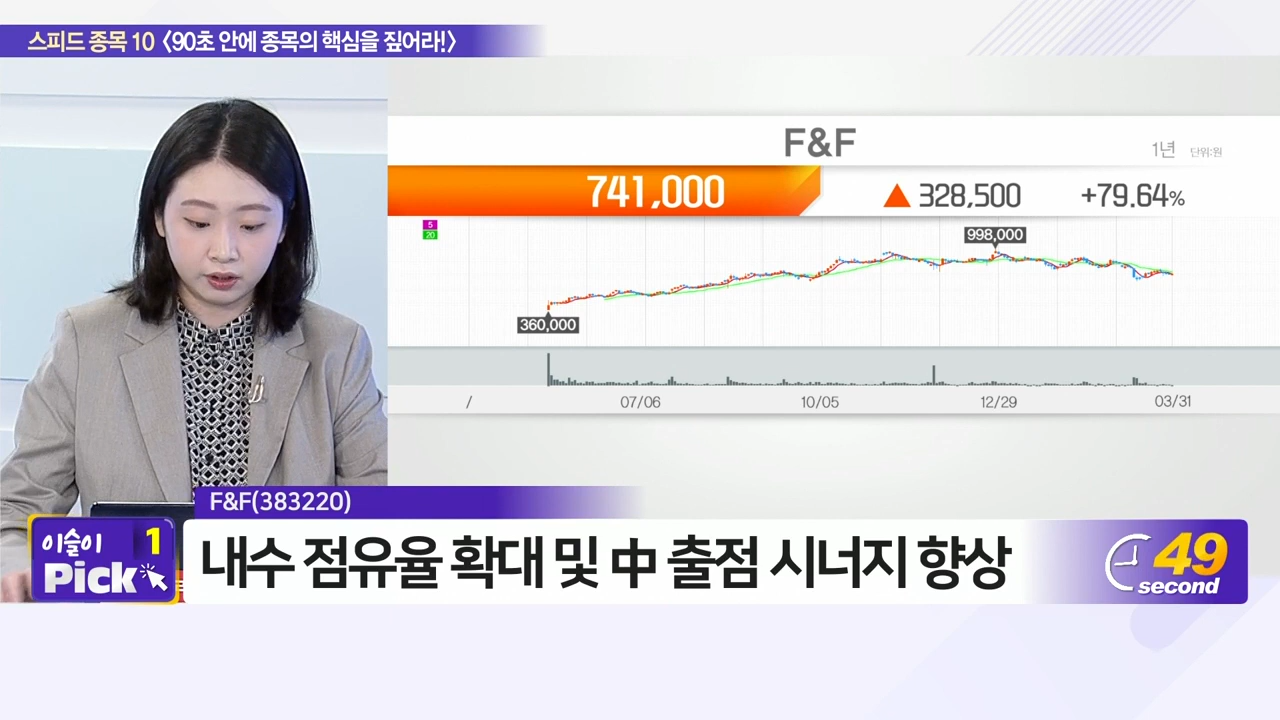 스피드 종목 10 <90초 안에 종목의 핵심을 짚어라!>
F&F
1년 단위:원
741,000 ▲ 328,500 +79.64%
5
20
998,000
360,000
/ 07/06 10/05 12/29 03/31
F&F(383220)
이슬이 1
Pick
내수 점유율 확대 및 中 출점 시너지 향상
49
second